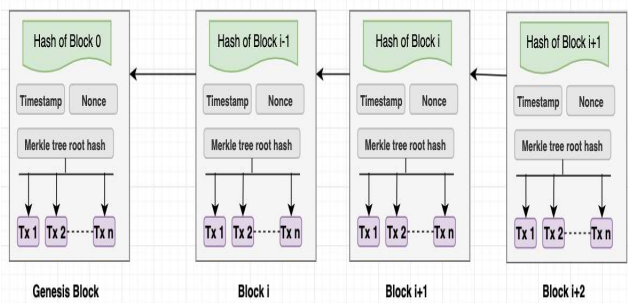 Hash of Block 0
Timestamp Nonce
Merkle tree root hash
Tx 1 Tx 2 Tx n
Genesis Block
Hash of Block i-1
Timestamp Nonce
Merkle tree root hash
Tx 1 Tx 2 Tx n
Block i
Hash of Block i
Timestamp Nonce
Merkle tree root hash
Tx 1 Tx 2 Tx n
Block i+1
Hash of Block i+1
Timestamp Nonce
Merkle tree root hash
Tx 1 Tx 2 Tx n
Block i+2